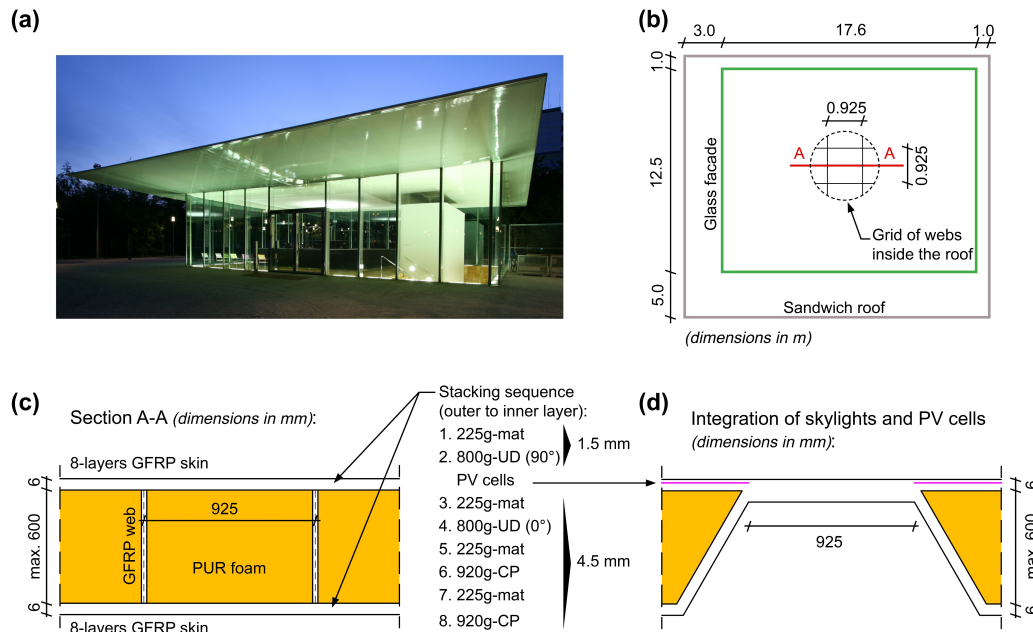 (a)
(b)
3.0
17.6
1.0
1.0
12.5
5.0
Glass facade
0.925
0.925
A
A
Grid of webs
inside the roof
Sandwich roof
(dimensions in m)
(c)
Section A-A (dimensions in mm):
8-layers GFRP skin
6
max. 600
6
GFRP web
925
PUR foam
8-layers GFRP skin
Stacking sequence
(outer to inner layer):
1. 225g-mat
2. 800g-UD (90°)
PV cells
3. 225g-mat
4. 800g-UD (0°)
5. 225g-mat
6. 920g-CP
7. 225g-mat
8. 920g-CP
1.5 mm
4.5 mm
(d)
Integration of skylights and PV cells
(dimensions in mm):
925
6
max. 600
6